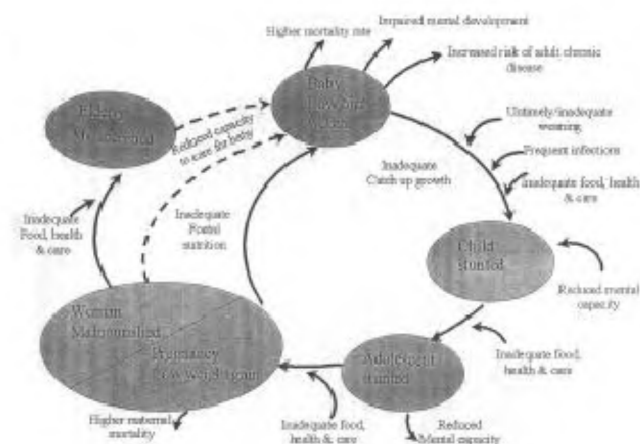 Higher mortality rate
Impaired mental development
Increased risk of adult chronic
disease
Baby
Low birth
Weight
Elderly
Malnourished
Reduced capacity
to care for baby
Untimely/inadequate
weaning
Frequent infections
inadequate food, health
& care
Inadequate
Catch up growth
Inadequate
Food, health
& care
Inadequate
Foetal
nutrition
Child
stunted
Reduced mental
capacity
Woman
Malnourished
Pregnancy
Low weight gain
Adolescent
stunted
Inadequate food,
health & care
Higher maternal
mortality
Inadequate food,
health & care
Reduced
Mental capacity